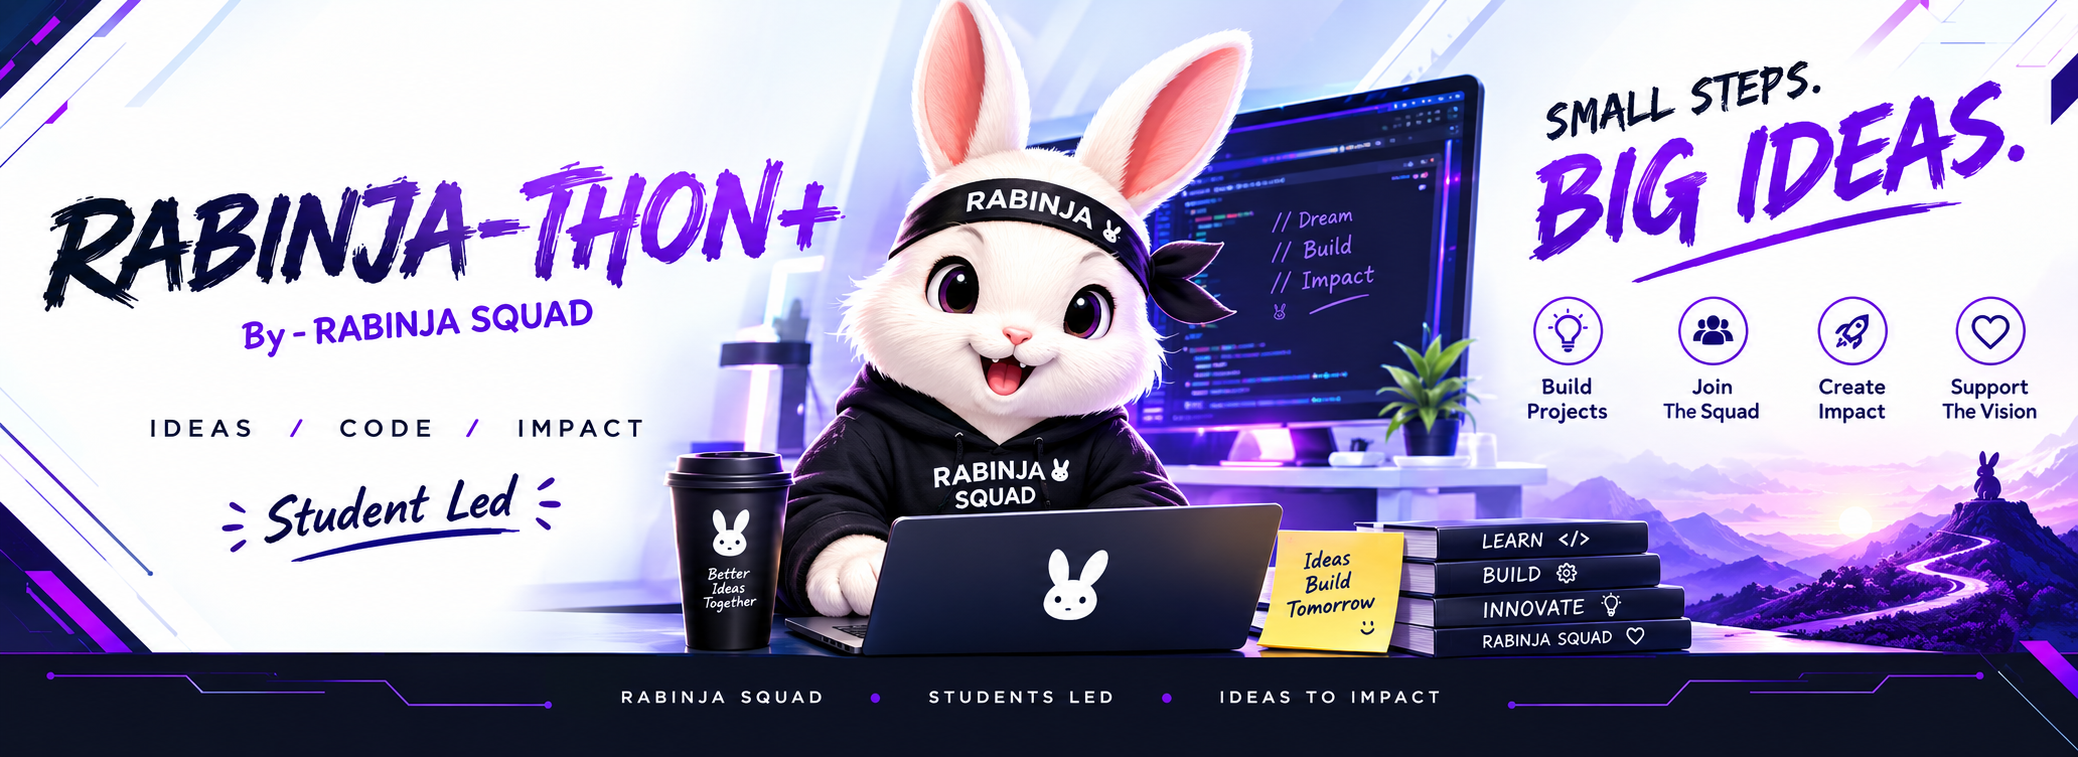 RABINJA-THON+
By - RABINJA SQUAD
IDEAS / CODE / IMPACT
Student Led
RABINJA
RABINJA
SQUAD
Better
Ideas
Together
// Dream
// Build
// Impact
SMALL STEPS.
BIG IDEAS.
Build
Projects
Join
The Squad
Create
Impact
Support
The Vision
Ideas
Build
Tomorrow
LEARN </>
BUILD
INNOVATE
RABINJA SQUAD
RABINJA SQUAD • STUDENTS LED • IDEAS TO IMPACT